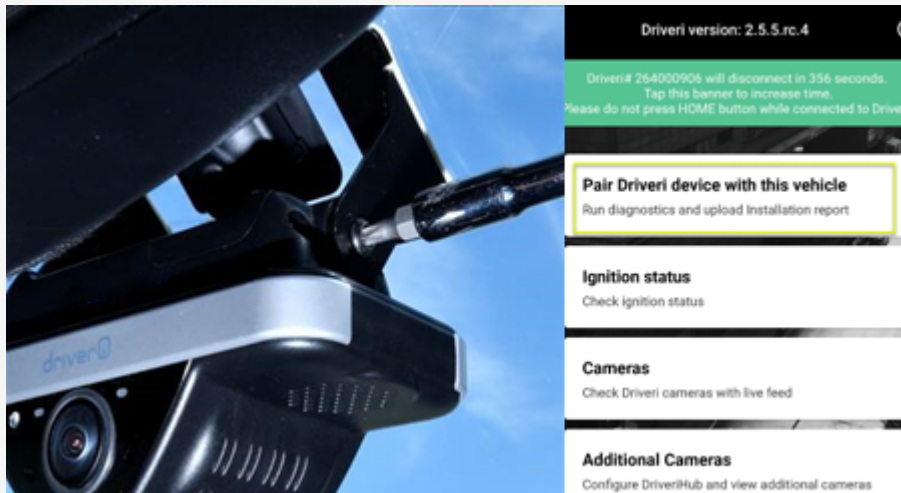 driveri
Driveri version: 2.5.5.rc.4
Driveri# 264000906 will disconnect in 356 seconds.
Tap this banner to increase time.
Please do not press HOME button while connected to Drive
Pair Driveri device with this vehicle
Run diagnostics and upload Installation report
Ignition status
Check ignition status
Cameras
Check Driveri cameras with live feed
Additional Cameras
Configure DriveriHub and view additional cameras